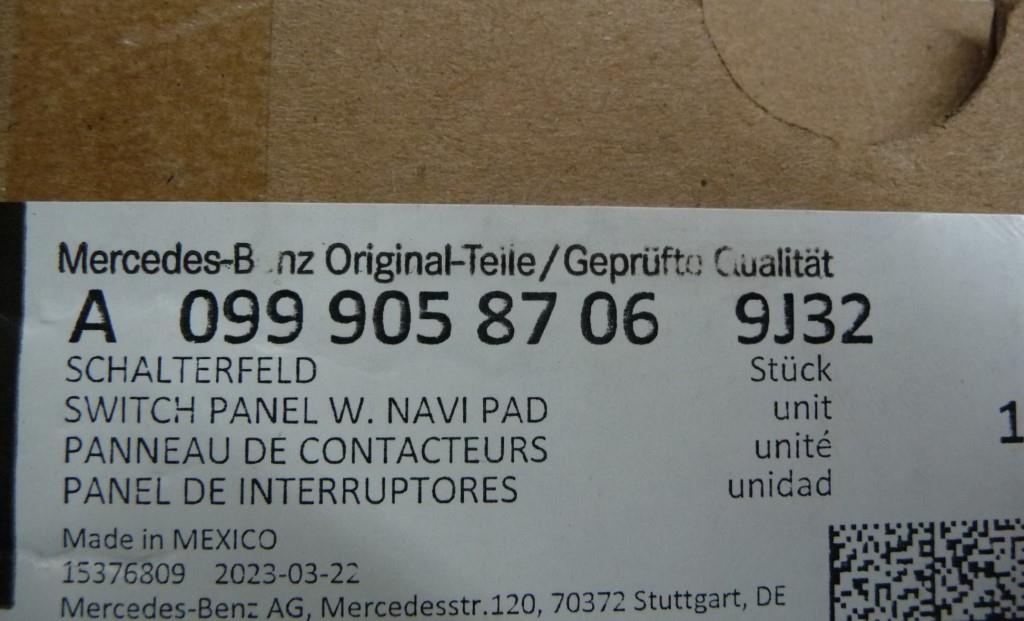 Mercedes-Benz Original-Teile/Geprüfte Qualität
A 099 905 87 06 9J32
SCHALTERFELD Stück
SWITCH PANEL W. NAVI PAD unit
1
PANNEAU DE CONTACTEURS unité
PANEL DE INTERRUPTORES unidad
Made in MEXICO
15376809 2023-03-22
Mercedes-Benz AG, Mercedesstr.120, 70372 Stuttgart, DE